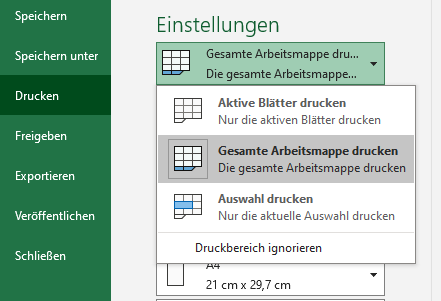 Speichern
Speichern unter
Drucken
Freigeben
Exportieren
Veröffentlichen
Schließen
Einstellungen
Gesamte Arbeitsmappe dru...
Die gesamte Arbeitsmappe...
Aktive Blätter drucken
Nur die aktiven Blätter drucken
Gesamte Arbeitsmappe drucken
Die gesamte Arbeitsmappe drucken
Auswahl drucken
Nur die aktuelle Auswahl drucken
Druckbereich ignorieren
A4
21 cm x 29,7 cm